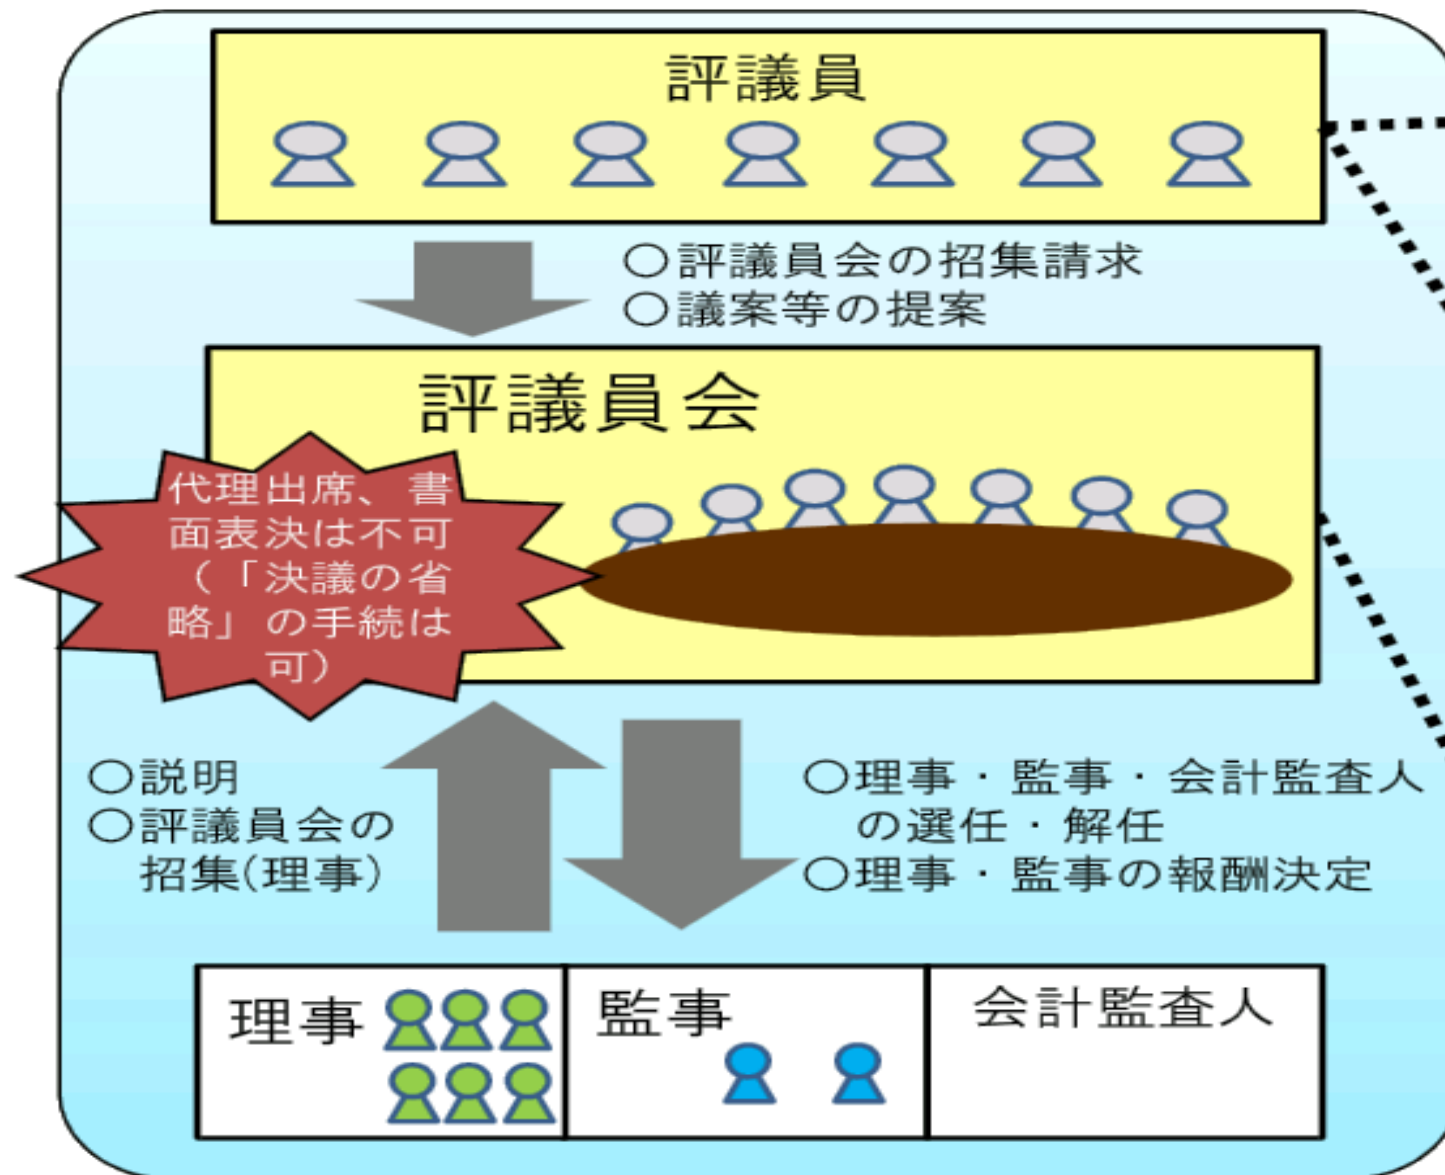 評議員
○評議員会の招集請求
○議案等の提案
評議員会
代理出席、書
面表決は不可
(「決議の省
略」の手続は
可)
○説明
○評議員会の
招集(理事)
○理事・監事・会計監査人
の選任・解任
○理事・監事の報酬決定
理事
監事
会計監査人